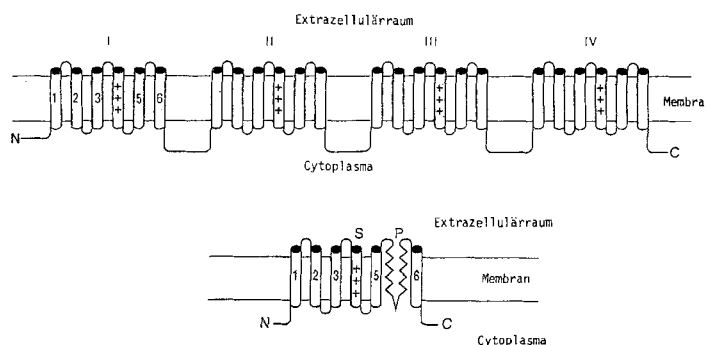 Extrazellulärraum
I II III IV
1 2 3 + + + 5 6 + + + + + + + + +
Membra
N C
Cytoplasma
S P Extrazellulärraum
1 2 3 + + + 5 6 Membran
N C
Cytoplasma